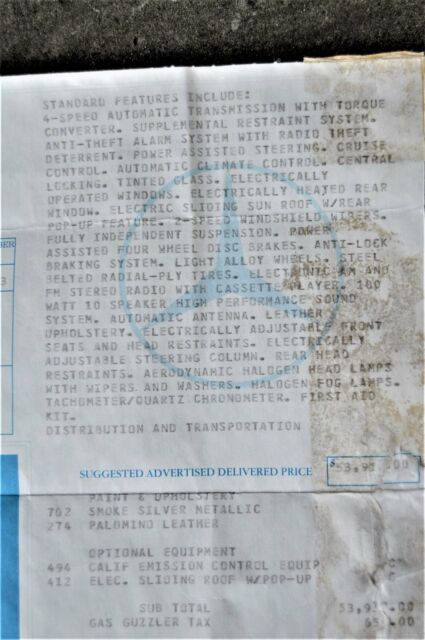 STANDARD FEATURES INCLUDE:
4-SPEED AUTOMATIC TRANSMISSION WITH TORQUE
CONVERTER. SUPPLEMENTAL RESTRAINT SYSTEM.
ANTI-THEFT ALARM SYSTEM WITH RADIO THEFT
DETERRENT. POWER ASSISTED STEERING. CRUISE
CONTROL. AUTOMATIC CLIMATE CONTROL. CENTRAL
LOCKING. TINTED GLASS. ELECTRICALLY
OPERATED WINDOWS. ELECTRICALLY HEATED REAR
WINDOW. ELECTRIC SLIDING SUN ROOF W/REAR
POP-UP FEATURE. 2-SPEED WINDSHIELD WIPERS.
FULLY INDEPENDENT SUSPENSION. POWER
ASSISTED FOUR WHEEL DISC BRAKES. ANTI-LOCK
BRAKING SYSTEM. LIGHT ALLOY WHEELS. STEEL
BELTED RADIAL-PLY TIRES. ELECTRONIC AM AND
FM STEREO RADIO WITH CASSETTE PLAYER. 100
WATT 10 SPEAKER HIGH PERFORMANCE SOUND
SYSTEM. AUTOMATIC ANTENNA. LEATHER
UPHOLSTERY. ELECTRICALLY ADJUSTABLE FRONT
SEATS AND HEAD RESTRAINTS. ELECTRICALLY
ADJUSTABLE STEERING COLUMN. REAR HEAD
RESTRAINTS. AERODYNAMIC HALOGEN HEAD LAMPS
WITH WIPERS AND WASHERS. HALOGEN FOG LAMPS.
TACHOMETER/QUARTZ CHRONOMETER. FIRST AID
KIT.
DISTRIBUTION AND TRANSPORTATION
SUGGESTED ADVERTISED DELIVERED PRICE $
PAINT & UPHOLSTERY
702 SMOKE SILVER METALLIC
274 PALOMINO LEATHER
OPTIONAL EQUIPMENT
494 CALIF EMISSION CONTROL EQUIP
412 ELEC. SLIDING ROOF W/POP-UP
SUB TOTAL
GAS GUZZLER TAX